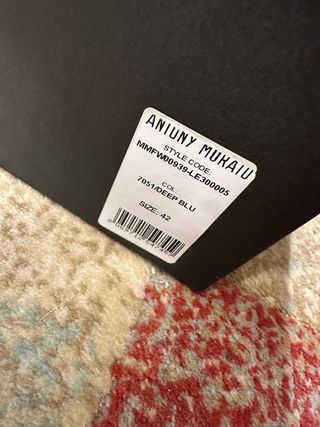 ANTONY MORATO
STYLE CODE:
MMFW00939-LE300005
COL.
7051/DEEP BLU
SIZE: 42